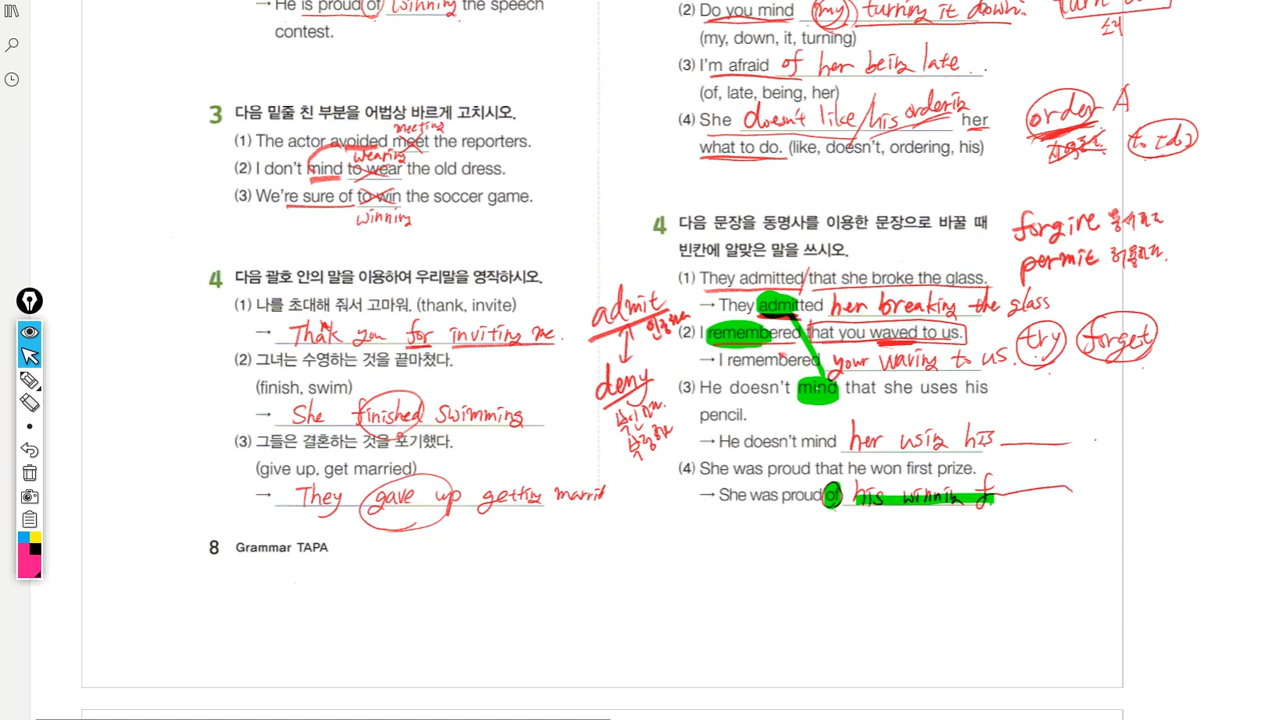 → He is proud of winning the speech
contest.
3 다음 밑줄 친 부분을 어법상 바르게 고치시오.
meeting
(1) The actor avoided meet the reporters.
wearing
(2) I don't mind to wear the old dress.
(3) We're sure of to win the soccer game.
winning
4 다음 괄호 안의 말을 이용하여 우리말을 영작하시오.
(1) 나를 초대해 줘서 고마워. (thank, invite)
→ Thank you for inviting me.
(2) 그녀는 수영하는 것을 끝마쳤다.
(finish, swim)
→ She finished swimming
(3) 그들은 결혼하는 것을 포기했다.
(give up, get married)
→ They gave up getting
8 Grammar TAPA
(2) Do you mind my turning it down.
(my, down, it, turning)
(3) I'm afraid of her being late.
(of, late, being, her)
(4) She doesn't like / his ordering her
what to do. (like, doesn't, ordering, his)
order A
to
4 다음 문장을 동명사를 이용한 문장으로 바꿀 때
빈칸에 알맞은 말을 쓰시오.
forgive 용서하다
permit 허용하다
(1) They admitted / that she broke the glass.
→ They admitted her breaking the glass
(2) I remembered that you waved to us.
→ I remembered your waving to us
try forget
admit
인정하다
deny
(3) He doesn't mind that she uses his
pencil.
→ He doesn't mind her using his
(4) She was proud that he won first prize.
→ She was proud of his winning f